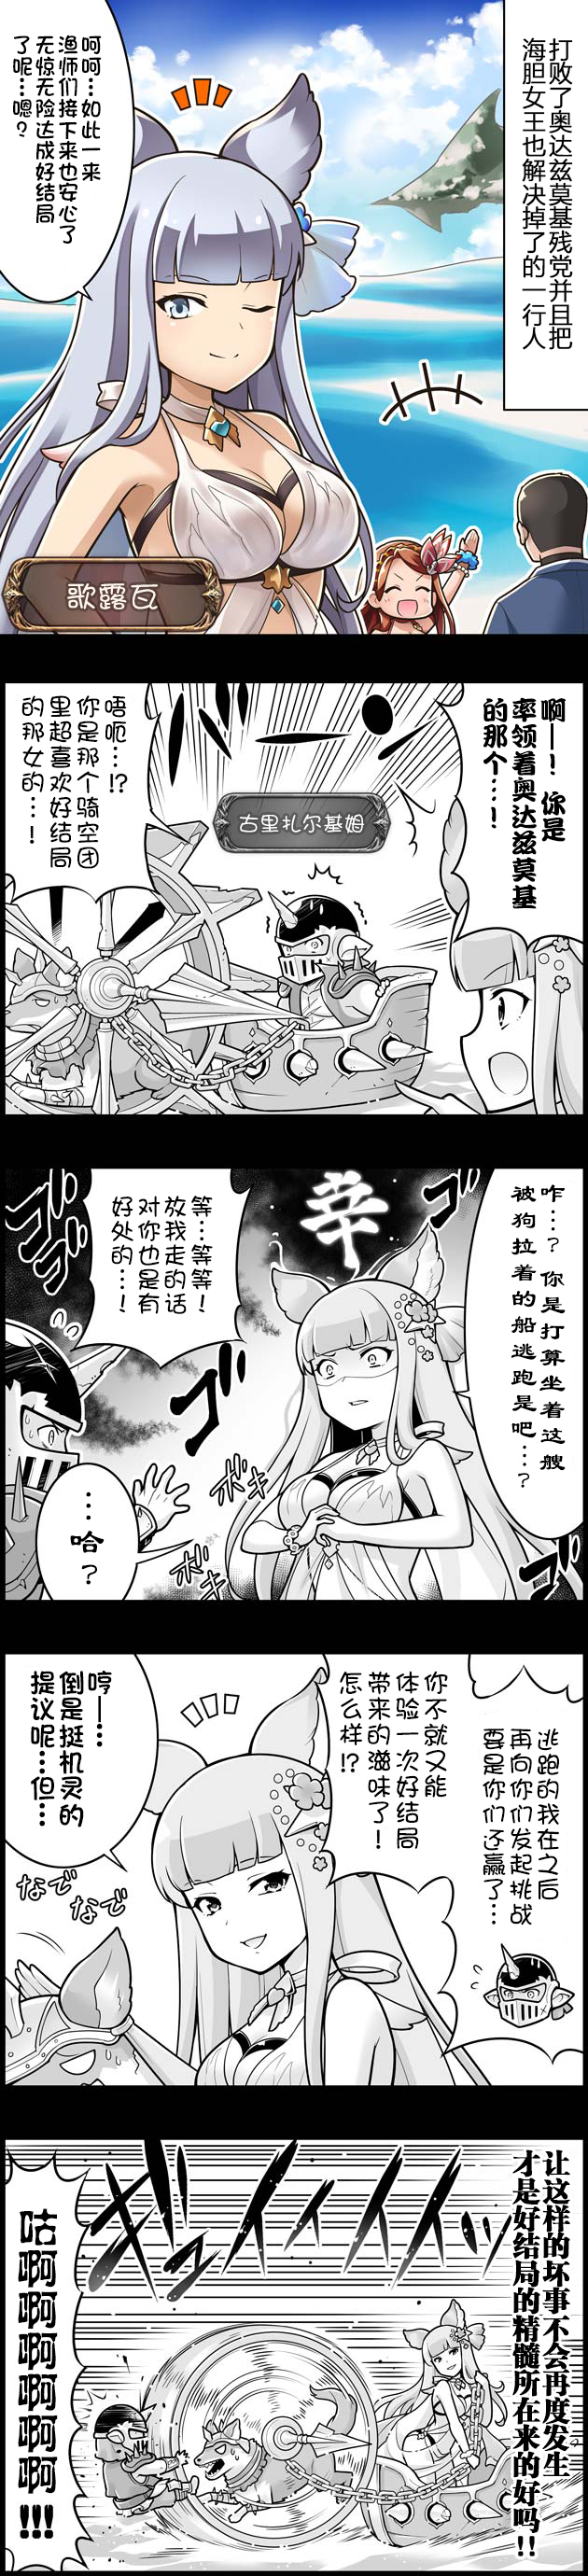 打败了奥达兹莫基残党并且把
海胆女王也解决掉了的一行人
呵呵…如此一来
渔师们接下来也安心了
无惊无险达成好结局
了呢…嗯?
歌露瓦
啊—! 你是
率领着奥达兹莫基
的那个…!
古里扎尔基姆
唔呃…!?
你是那个骑空团
里超喜欢好结局
的那女的…!
咋…? 你是打算坐着这艘
被狗拉着的船逃跑是吧…?
幸
等…等等!
放我走的话
对你也是有
好处的…!
…哈?
ゴゴ
ゴゴ
ゴゴ
ボキ
ボキ
逃跑的我在之后
再向你们发起挑战
要是你们还赢了…
你不就又能
体验一次好结局
带来的滋味了!
怎么样!?
哼—…
倒是挺机灵的
提议呢…但…
なで
なで
让这样的坏事不会再度发生
才是好结局的精髓所在来的好吗!!
咕啊啊啊啊啊啊!!!